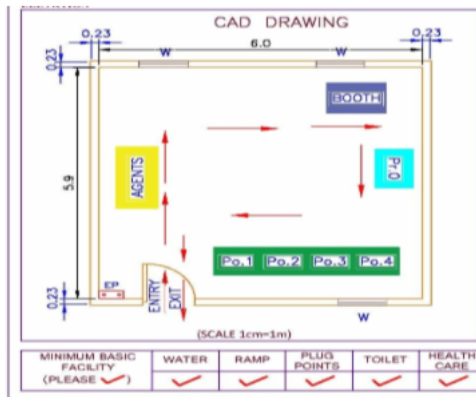 CAD DRAWING
0.23
6.0
0.23
W
W
0.23
BOOTH
AGENTS
Pr.O
5.9
Po.1 Po.2 Po.3 Po.4
EP
ENTRY
EXIT
0.23
W
(SCALE 1cm=1m)
MINIMUM BASIC FACILITY (PLEASE ✓)
WATER
RAMP
PLUG POINTS
TOILET
HEALTH CARE